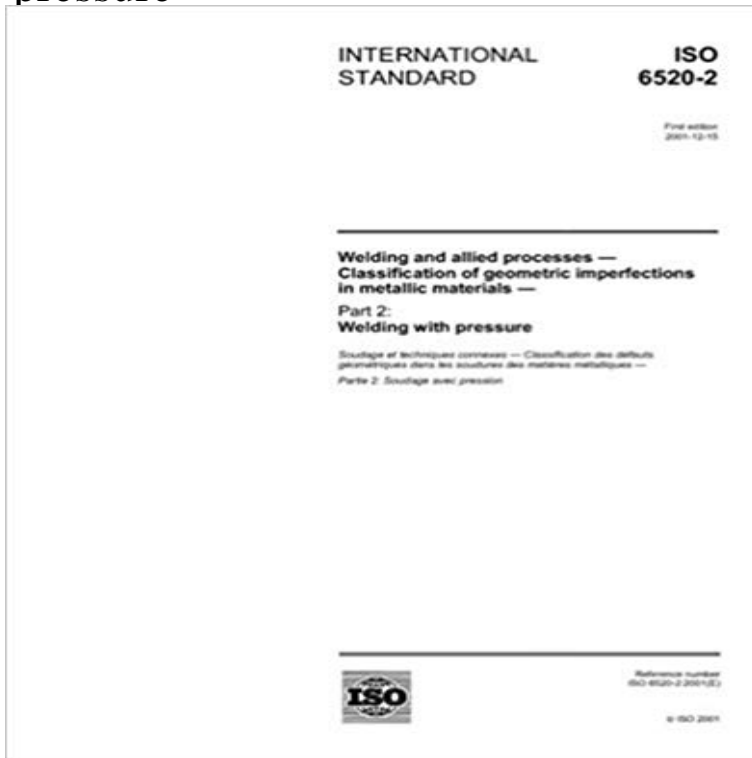 pressure
INTERNATIONAL
STANDARD
ISO
6520-2
First edition
2001-12-15
Welding and allied processes —
Classification of geometric imperfections
in metallic materials —
Part 2:
Welding with pressure
Soudage et techniques connexes — Classification des défauts
géométriques dans les soudures des matières métalliques —
Partie 2: Soudage avec pression
ISO
Reference number
ISO 6520-2:2001(E)
© ISO 2001